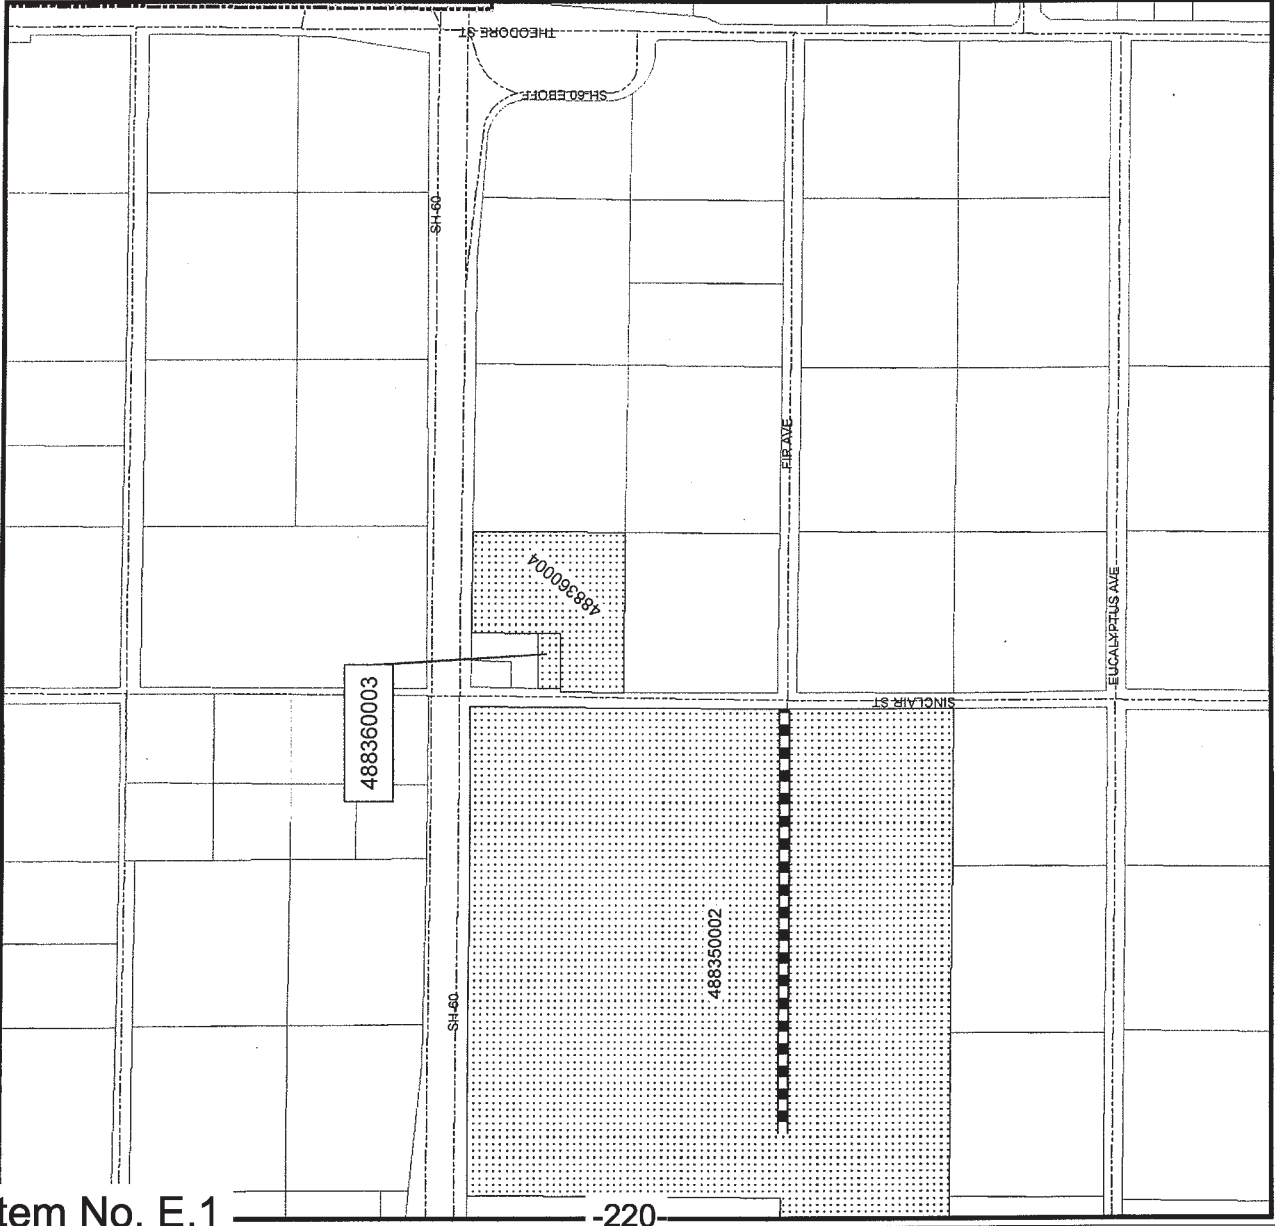 THEODORE ST
SH-60 EBOFF
SH-60
FIR AVE
488360004
EUCALYPTUS AVE
488360003
SINCLAIR ST
488350002
SH-60
tem No. E.1
-220-